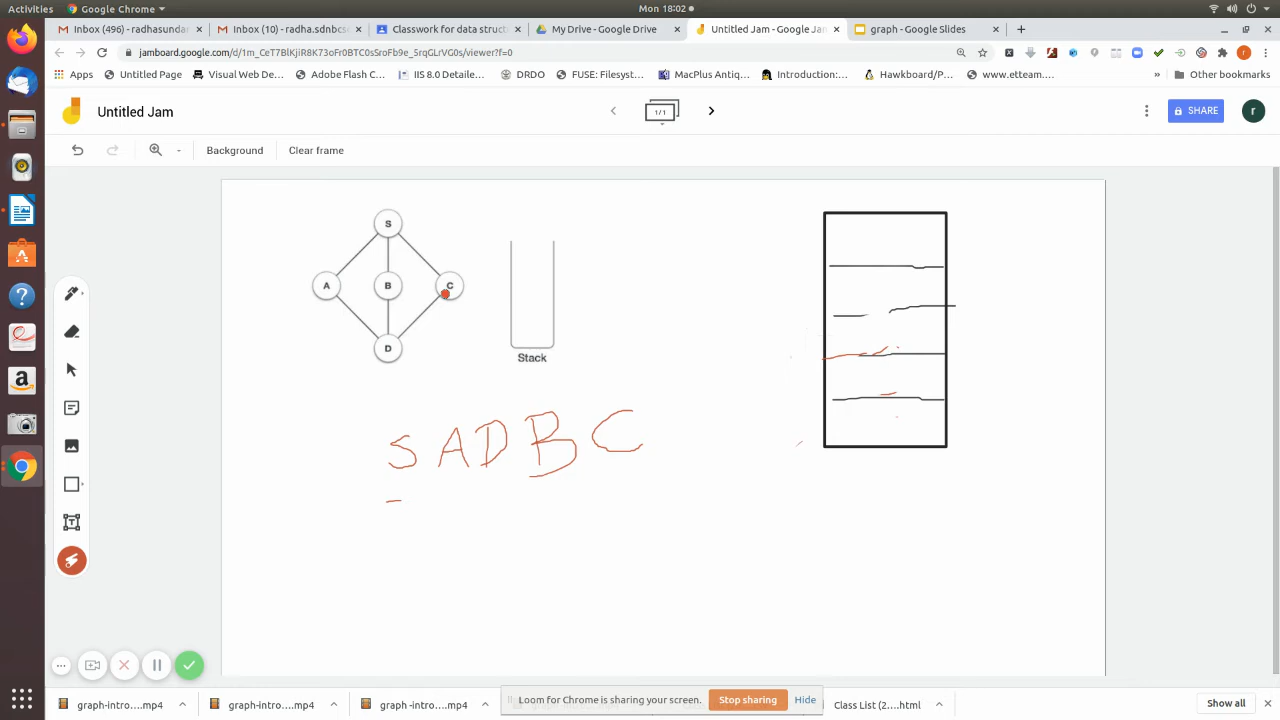 Activities
Google Chrome
Mon 18:02
Inbox (496) - radhasundar
Inbox (10) - radha.sdnbcs
Classwork for data struct
My Drive - Google Drive
Untitled Jam - Google Jam
graph - Google Slides
jamboard.google.com/d/1m_CeT7BlKJiR8K73oFr0BTC0sSroFb9e_5rqGLrVG0s/viewer?f=0
Apps
Untitled Page
Visual Web De...
Adobe Flash C...
IIS 8.0 Detaile...
DRDO
FUSE: Filesyst...
MacPlus Antiq...
Introduction:...
Hawkboard/P...
www.etteam....
»
Other bookmarks
Untitled Jam
1/1
SHARE
r
Background
Clear frame
S
A
B
C
D
Stack
S A D B C
Loom for Chrome is sharing your screen.
Stop sharing
Hide
graph-intro....mp4
graph-intro....mp4
graph -intro....mp4
Class List (2....html
Show all